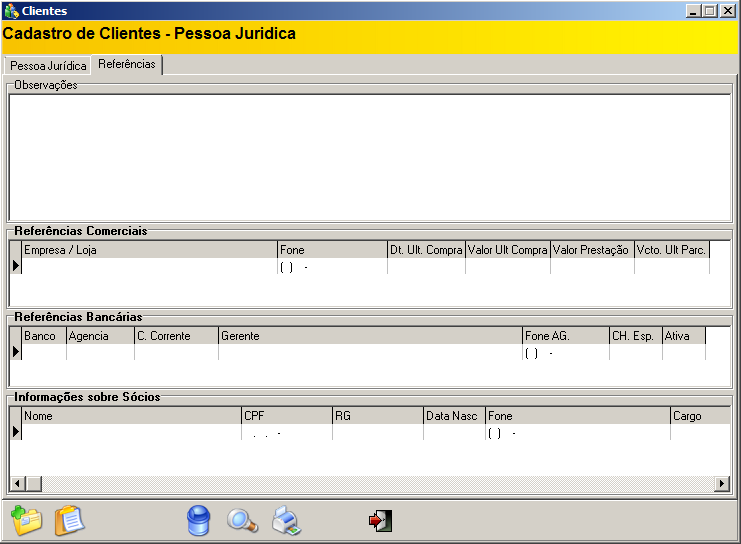 Clientes
Cadastro de Clientes - Pessoa Juridica
Pessoa Jurídica Referências
Observações
Referências Comerciais
Empresa / Loja Fone Dt. Ult. Compra Valor Ult Compra Valor Prestação Vcto. Ult Parc.
( ) -
Referências Bancárias
Banco Agencia C. Corrente Gerente Fone AG. CH. Esp. Ativa
( ) -
Informações sobre Sócios
Nome CPF RG Data Nasc Fone Cargo
. . - ( ) -